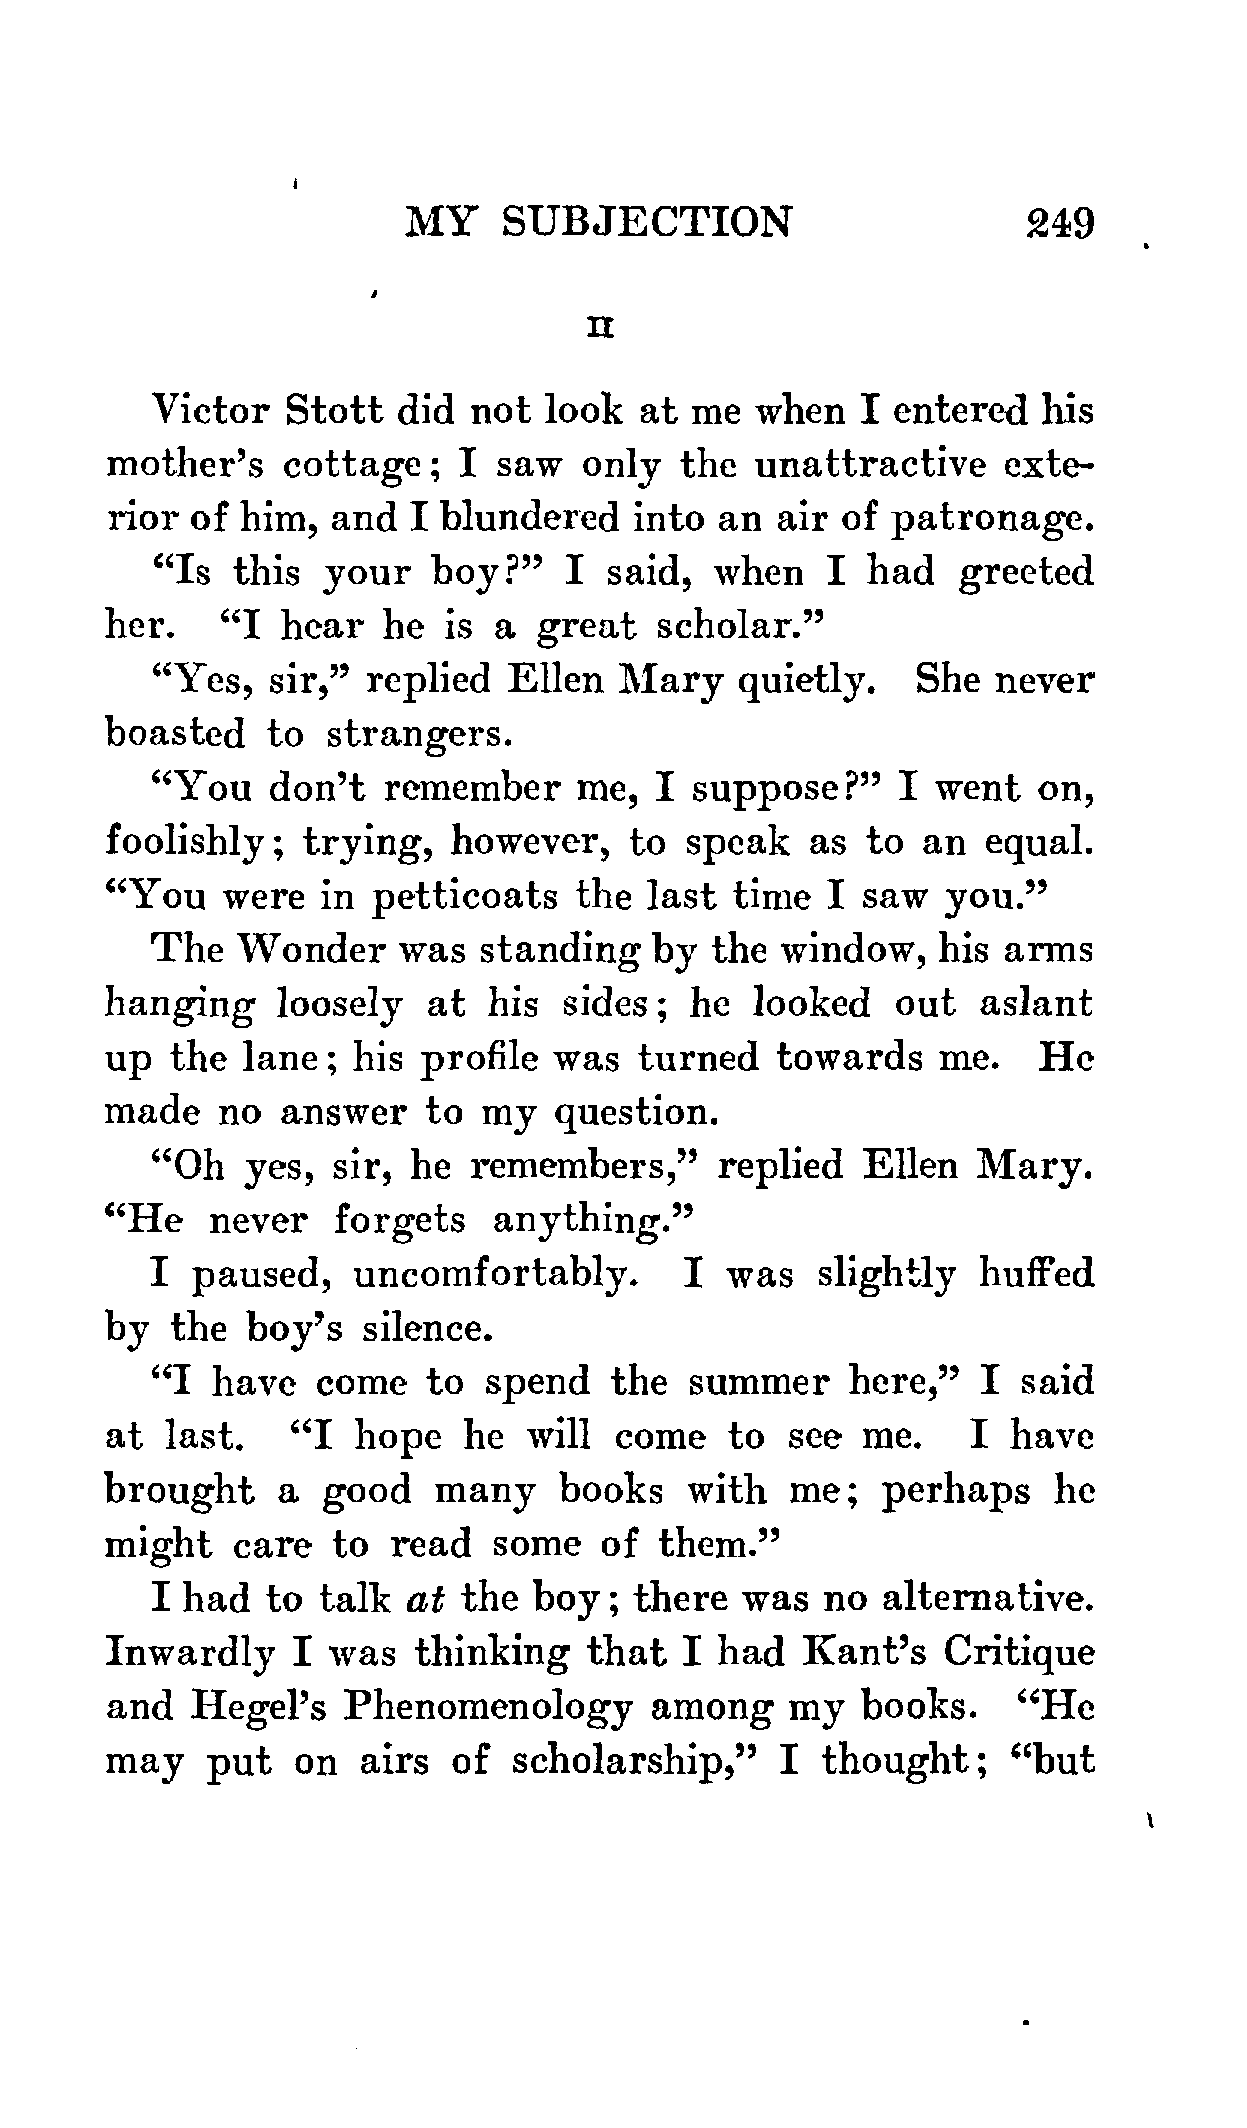 MY SUBJECTION 249
II
Victor Stott did not look at me when I entered his
mother's cottage; I saw only the unattractive exte-
rior of him, and I blundered into an air of patronage.
"Is this your boy?" I said, when I had greeted
her. "I hear he is a great scholar."
"Yes, sir," replied Ellen Mary quietly. She never
boasted to strangers.
"You don't remember me, I suppose?" I went on,
foolishly; trying, however, to speak as to an equal.
"You were in petticoats the last time I saw you."
The Wonder was standing by the window, his arms
hanging loosely at his sides; he looked out aslant
up the lane; his profile was turned towards me. He
made no answer to my question.
"Oh yes, sir, he remembers," replied Ellen Mary.
"He never forgets anything."
I paused, uncomfortably. I was slightly huffed
by the boy's silence.
"I have come to spend the summer here," I said
at last. "I hope he will come to see me. I have
brought a good many books with me; perhaps he
might care to read some of them."
I had to talk at the boy; there was no alternative.
Inwardly I was thinking that I had Kant's Critique
and Hegel's Phenomenology among my books. "He
may put on airs of scholarship," I thought; "but